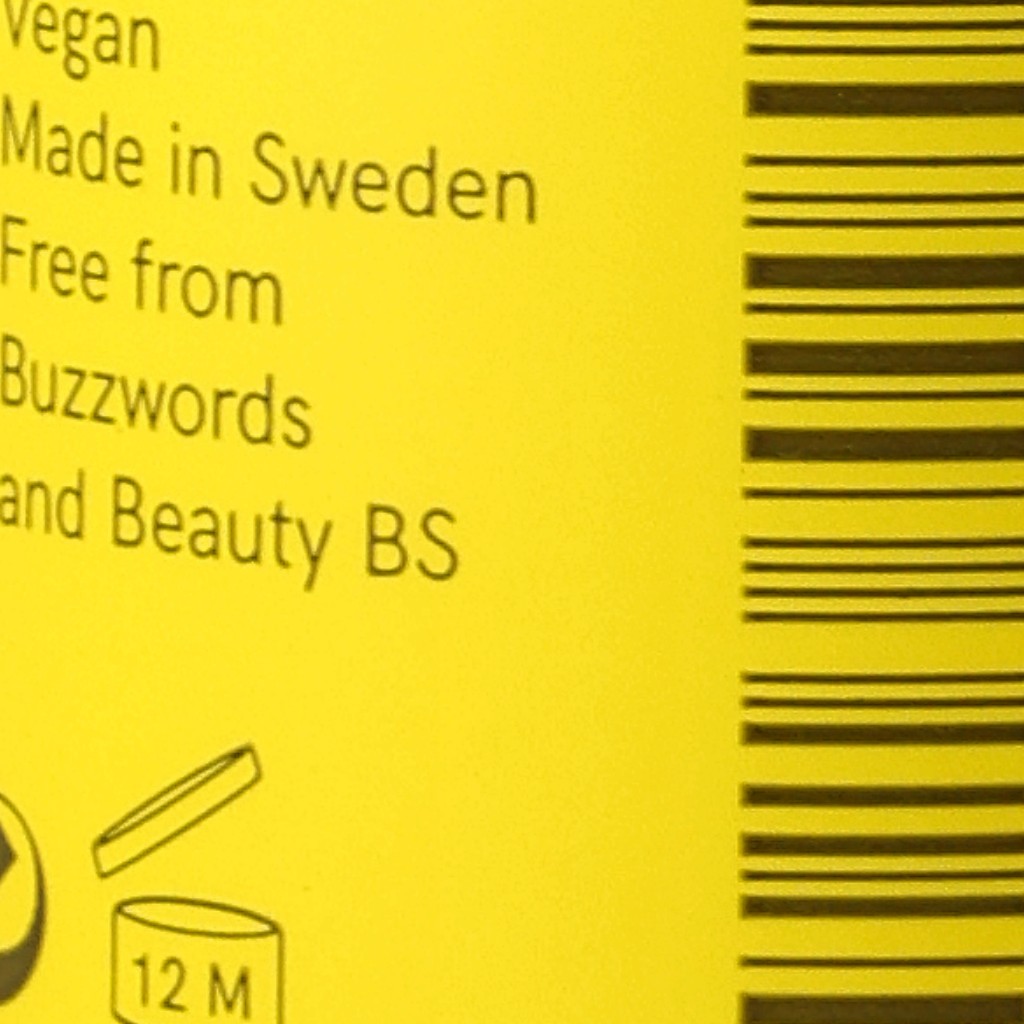 Vegan
Made in Sweden
Free from
Buzzwords
and Beauty BS
12 M